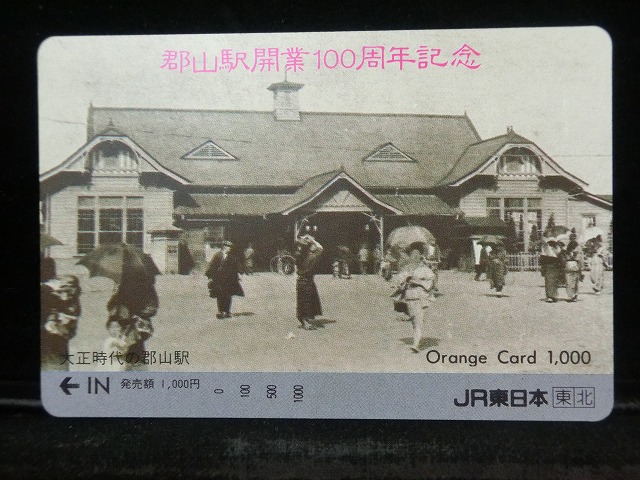 郡山駅開業100周年記念
大正時代の郡山駅
Orange Card 1,000
←IN 発売額 1,000円 0 100 500 1000 JR東日本 東北